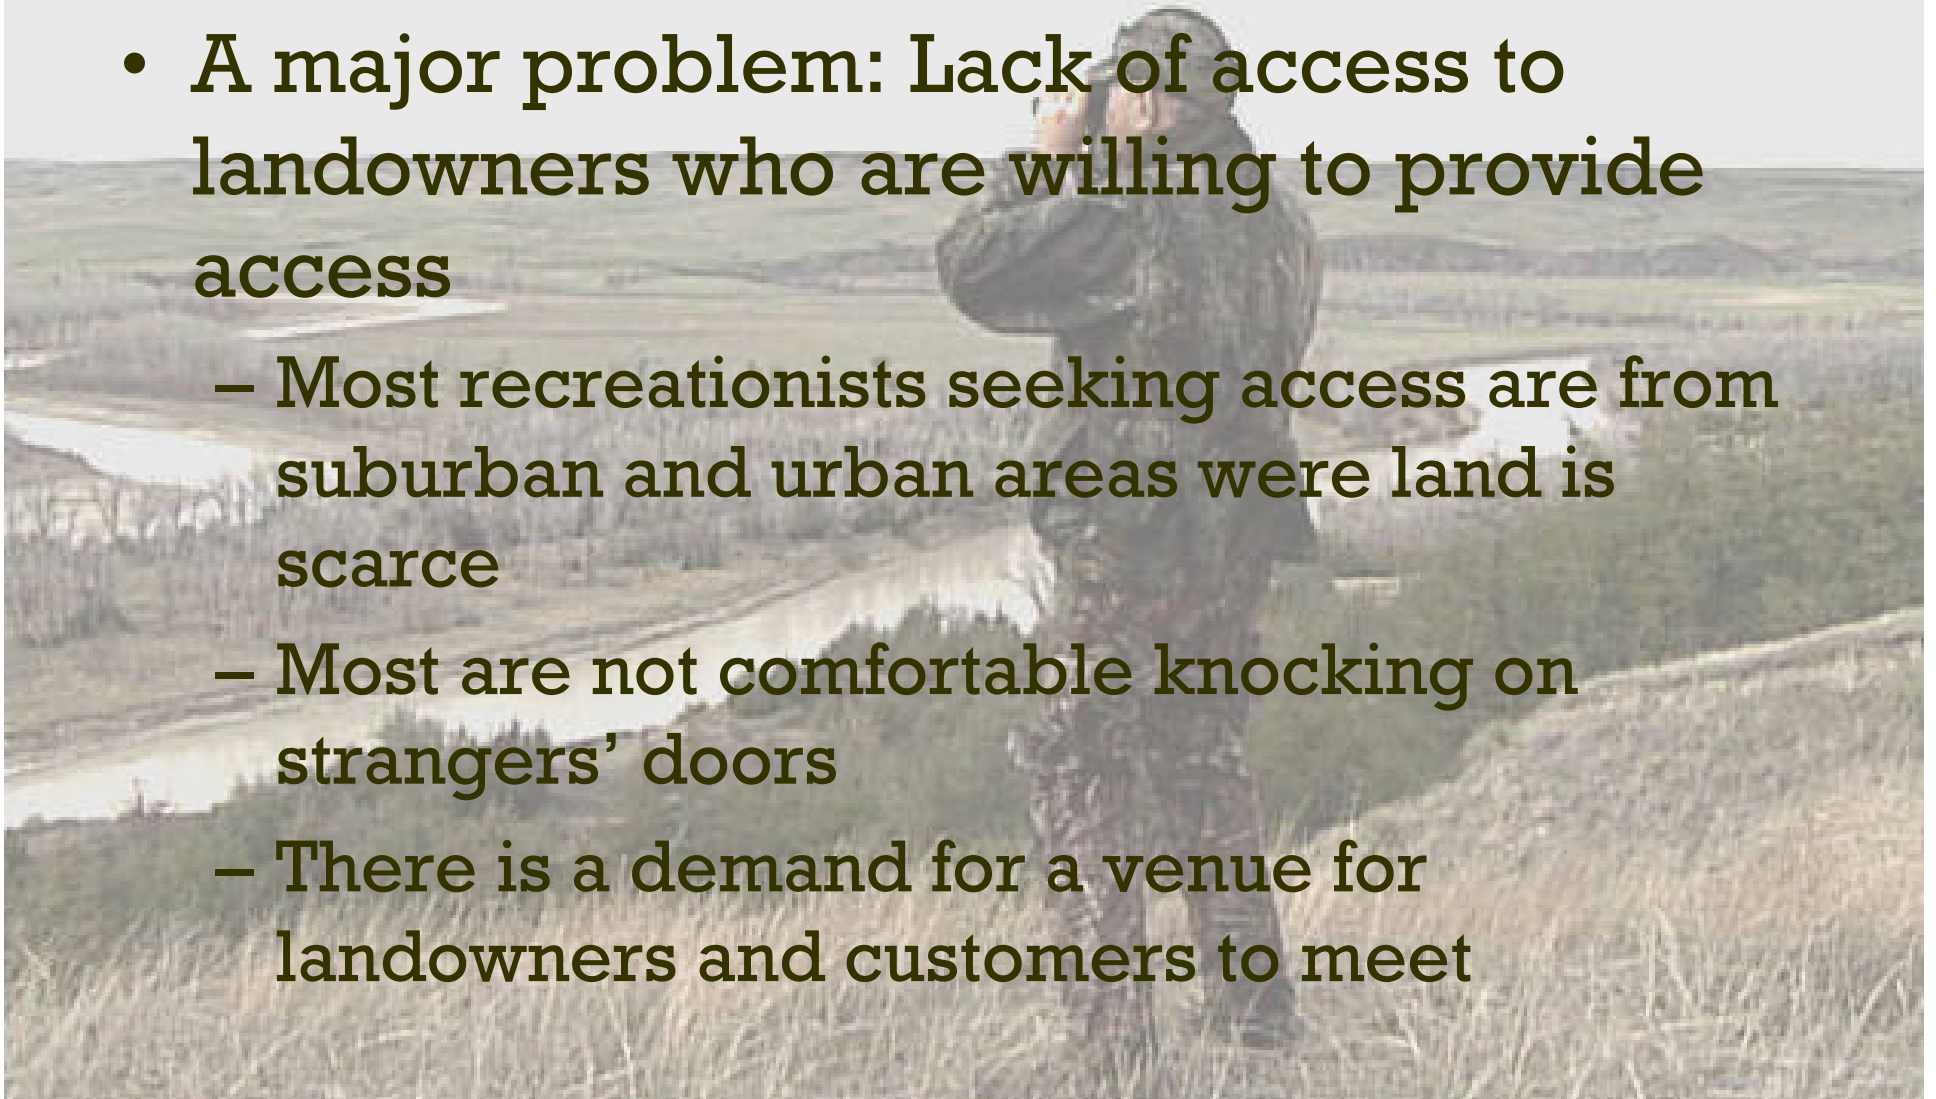 • A major problem: Lack of access to
landowners who are willing to provide
access
– Most recreationists seeking access are from
suburban and urban areas were land is
scarce
– Most are not comfortable knocking on
strangers’ doors
– There is a demand for a venue for
landowners and customers to meet